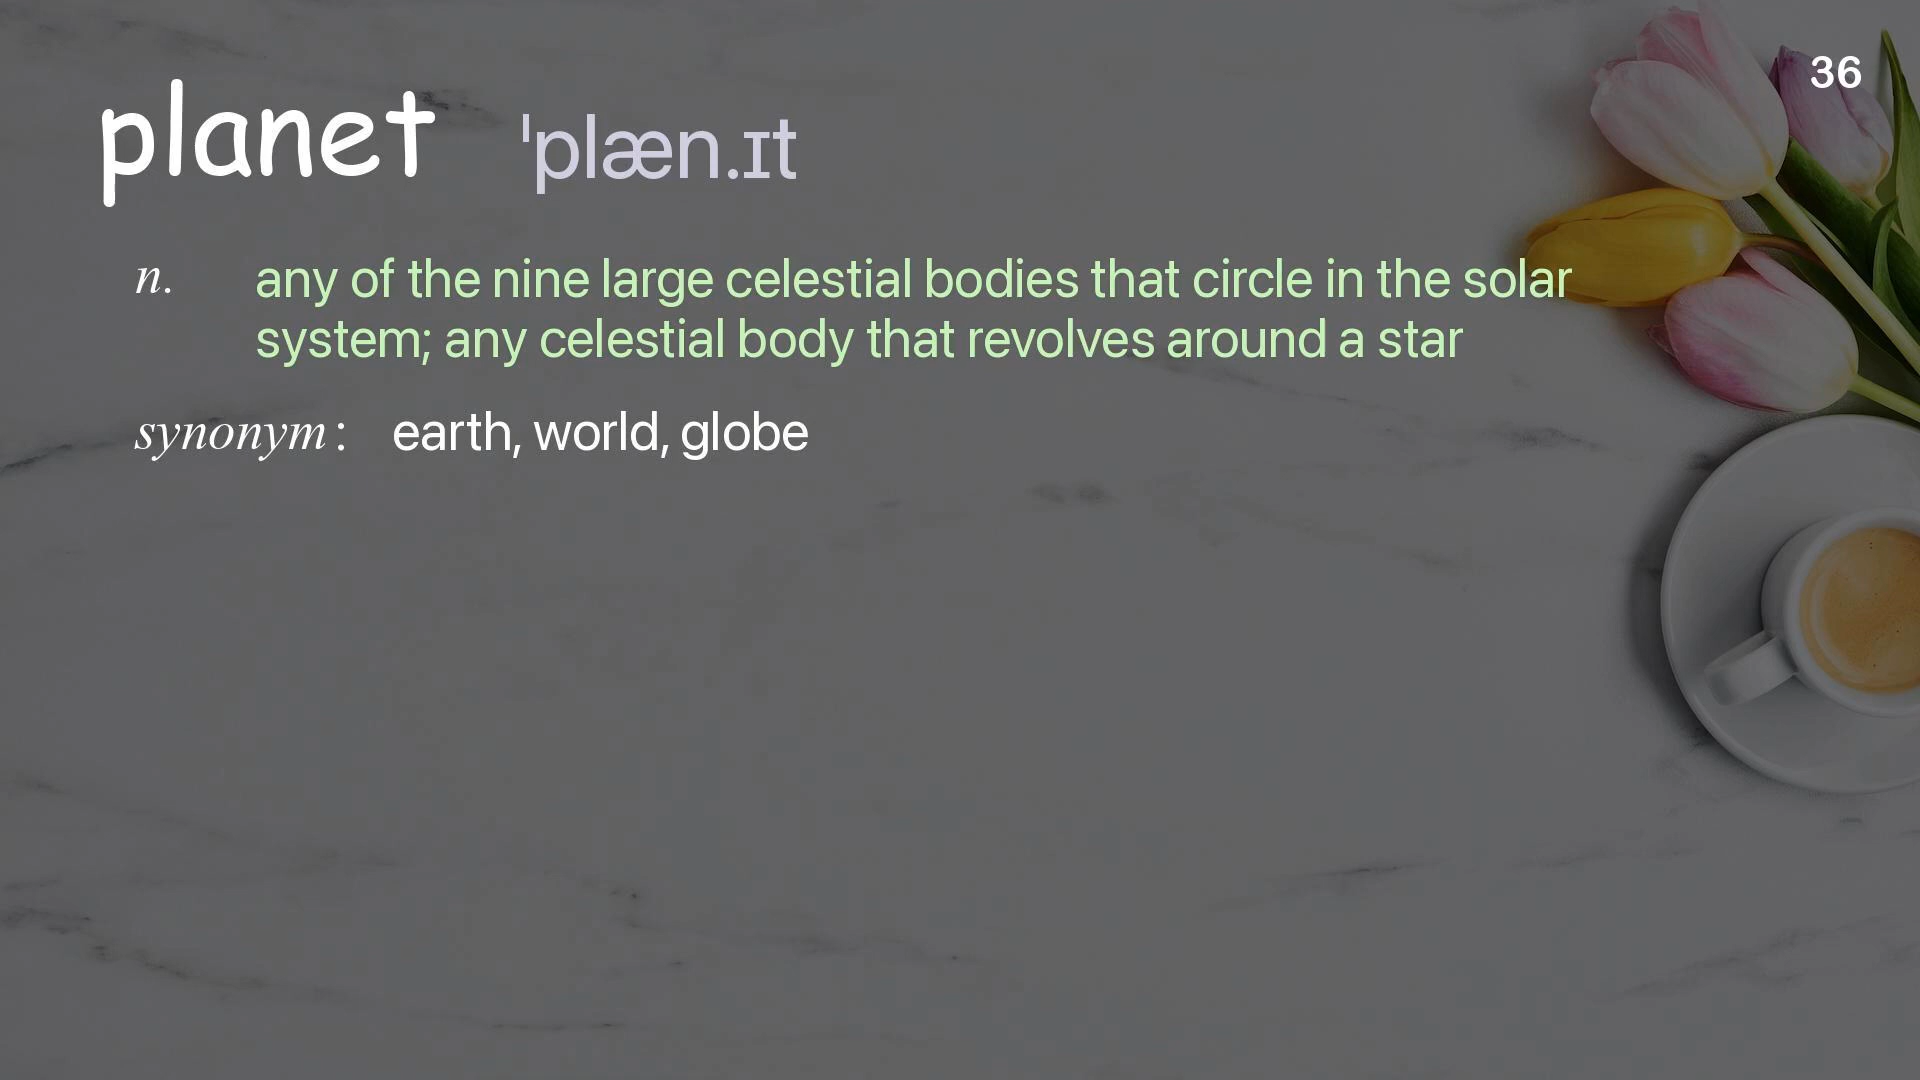 36
planet ˈplæn.ɪt
n. any of the nine large celestial bodies that circle in the solar
system; any celestial body that revolves around a star
synonym : earth, world, globe